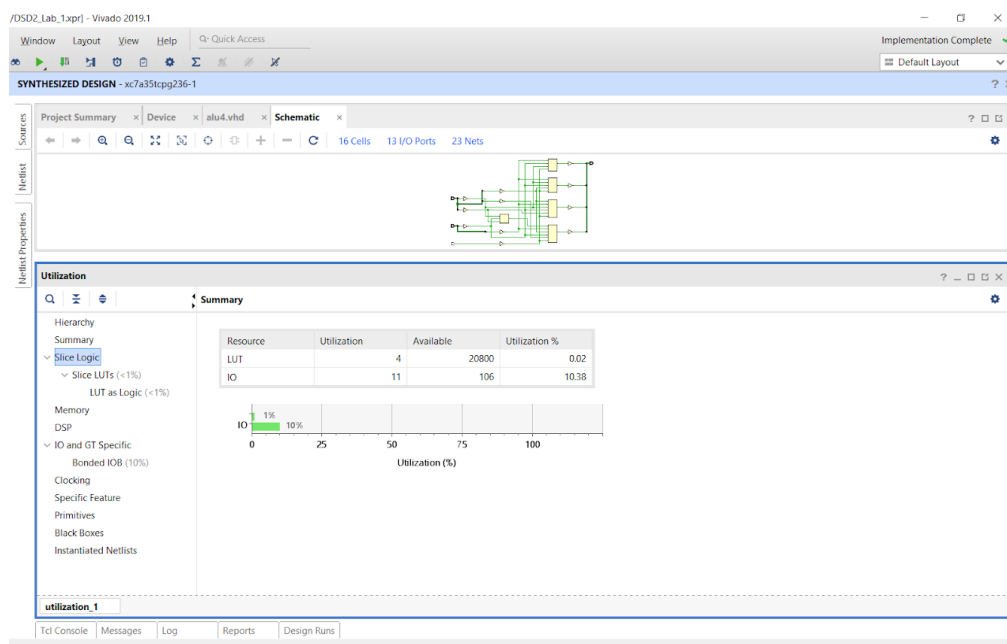 /DSD2_Lab_1.xpr] - Vivado 2019.1
Window Layout View Help Quick Access
Implementation Complete
Σ
Default Layout
SYNTHESIZED DESIGN - xc7a35tcpg236-1
?
Sources
Netlist
Netlist Properties
Project Summary × Device × alu4.vhd × Schematic ×
?
16 Cells 13 I/O Ports 23 Nets
Utilization
?
Summary
Hierarchy
Summary
Slice Logic
Slice LUTs (<1%)
LUT as Logic (<1%)
Memory
DSP
IO and GT Specific
Bonded IOB (10%)
Clocking
Specific Feature
Primitives
Black Boxes
Instantiated Netlists
Resource Utilization Available Utilization %
LUT 4 20800 0.02
IO 11 106 10.38
1%
IO 10%
0 25 50 75 100
Utilization (%)
utilization_1
Tcl Console Messages Log Reports Design Runs